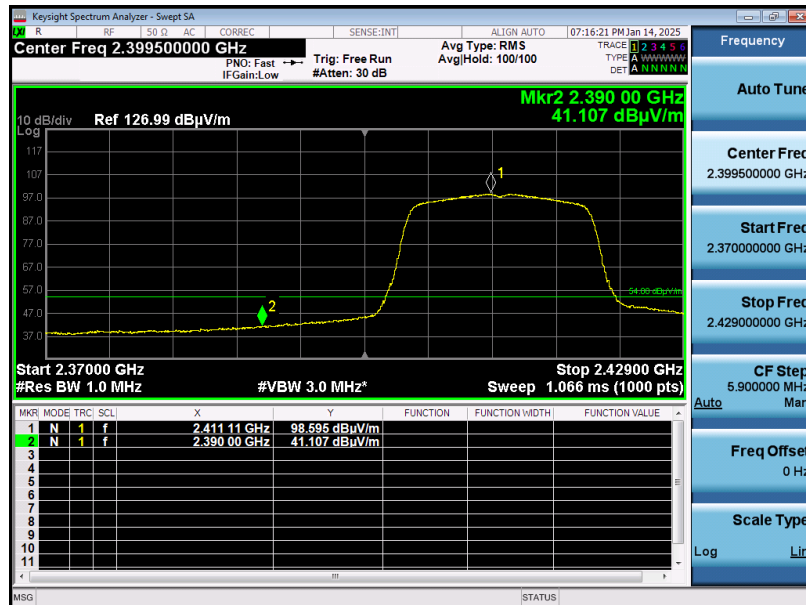 Keysight Spectrum Analyzer - Swept SA
LXI R RF 50 Ω AC CORREC SENSE:INT ALIGN AUTO 07:16:21 PM Jan 14, 2025
Center Freq 2.399500000 GHz
PNO: Fast
IFGain:Low
Trig: Free Run
#Atten: 30 dB
Avg Type: RMS
Avg|Hold: 100/100
TRACE 1 2 3 4 5 6
TYPE A WWWWW
DET A N N N N N
Mkr2 2.390 00 GHz
41.107 dBµV/m
10 dB/div Ref 126.99 dBµV/m
Log
117
107
97.0
87.0
77.0
67.0
57.0
47.0
37.0
1
2
54.00 dBµV/m
Start 2.37000 GHz Stop 2.42900 GHz
#Res BW 1.0 MHz #VBW 3.0 MHz* Sweep 1.066 ms (1000 pts)
MKR MODE TRC SCL X Y FUNCTION FUNCTION WIDTH FUNCTION VALUE
1 N 1 f 2.411 11 GHz 98.595 dBµV/m
2 N 1 f 2.390 00 GHz 41.107 dBµV/m
3
4
5
6
7
8
9
10
11
MSG STATUS
Frequency
Auto Tune
Center Freq
2.399500000 GHz
Start Freq
2.370000000 GHz
Stop Freq
2.429000000 GHz
CF Step
5.900000 MHz
Auto Man
Freq Offset
0 Hz
Scale Type
Log Lin